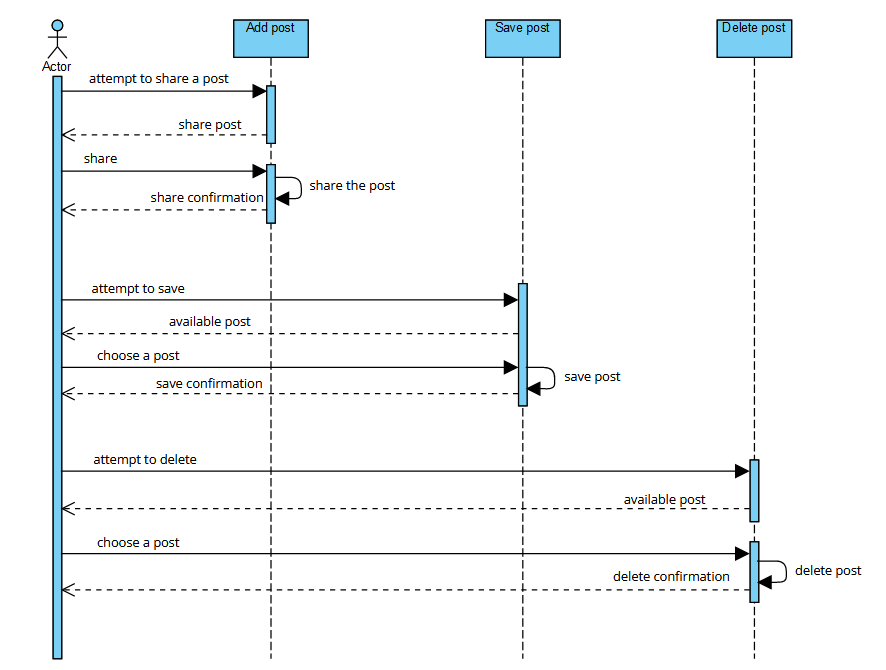 Add post
Save post
Delete post
Actor
attempt to share a post
share post
share
share the post
share confirmation
attempt to save
available post
choose a post
save post
save confirmation
attempt to delete
available post
choose a post
delete post
delete confirmation